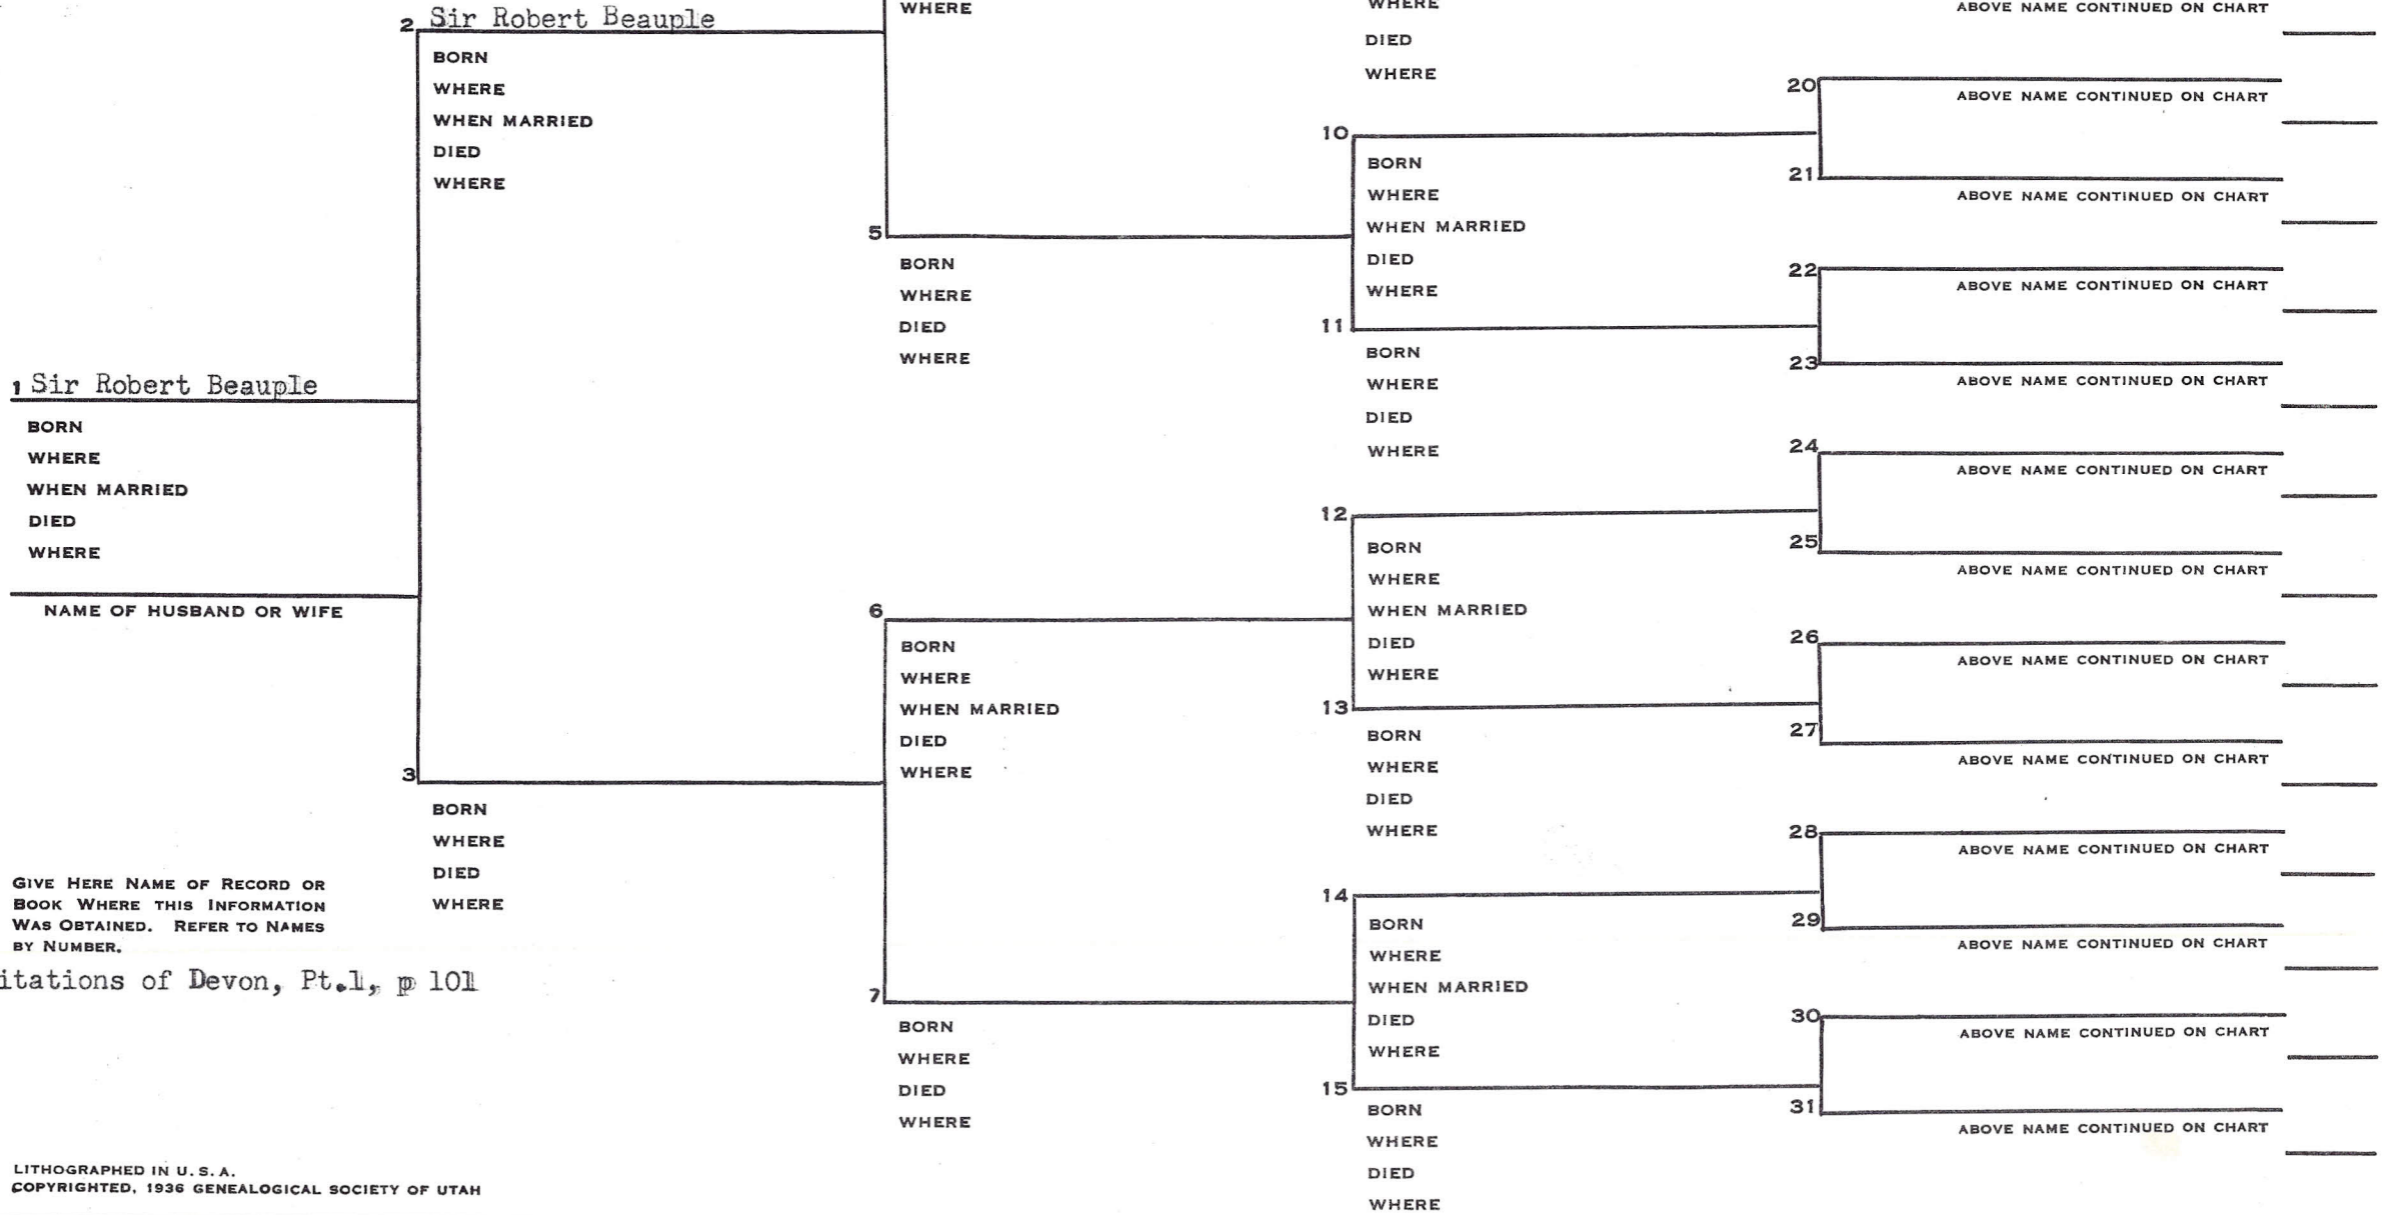 WHERE
WHERE
ABOVE NAME CONTINUED ON CHART
2 Sir Robert Beauple
BORN
WHERE
WHEN MARRIED
DIED
WHERE
DIED
WHERE
20
ABOVE NAME CONTINUED ON CHART
10
BORN
WHERE
WHEN MARRIED
DIED
WHERE
21
ABOVE NAME CONTINUED ON CHART
5
BORN
WHERE
DIED
WHERE
22
ABOVE NAME CONTINUED ON CHART
11
BORN
WHERE
DIED
WHERE
23
ABOVE NAME CONTINUED ON CHART
1 Sir Robert Beauple
BORN
WHERE
WHEN MARRIED
DIED
WHERE
NAME OF HUSBAND OR WIFE
24
ABOVE NAME CONTINUED ON CHART
12
BORN
WHERE
WHEN MARRIED
DIED
WHERE
25
ABOVE NAME CONTINUED ON CHART
6
BORN
WHERE
WHEN MARRIED
DIED
WHERE
26
ABOVE NAME CONTINUED ON CHART
13
BORN
WHERE
DIED
WHERE
27
ABOVE NAME CONTINUED ON CHART
3
BORN
WHERE
DIED
WHERE
28
ABOVE NAME CONTINUED ON CHART
14
BORN
WHERE
WHEN MARRIED
DIED
WHERE
29
ABOVE NAME CONTINUED ON CHART
7
BORN
WHERE
DIED
WHERE
30
ABOVE NAME CONTINUED ON CHART
15
BORN
WHERE
DIED
WHERE
31
ABOVE NAME CONTINUED ON CHART
GIVE HERE NAME OF RECORD OR
BOOK WHERE THIS INFORMATION
WAS OBTAINED. REFER TO NAMES
BY NUMBER.
itations of Devon, Pt.1, p 101
LITHOGRAPHED IN U. S. A.
COPYRIGHTED, 1936 GENEALOGICAL SOCIETY OF UTAH